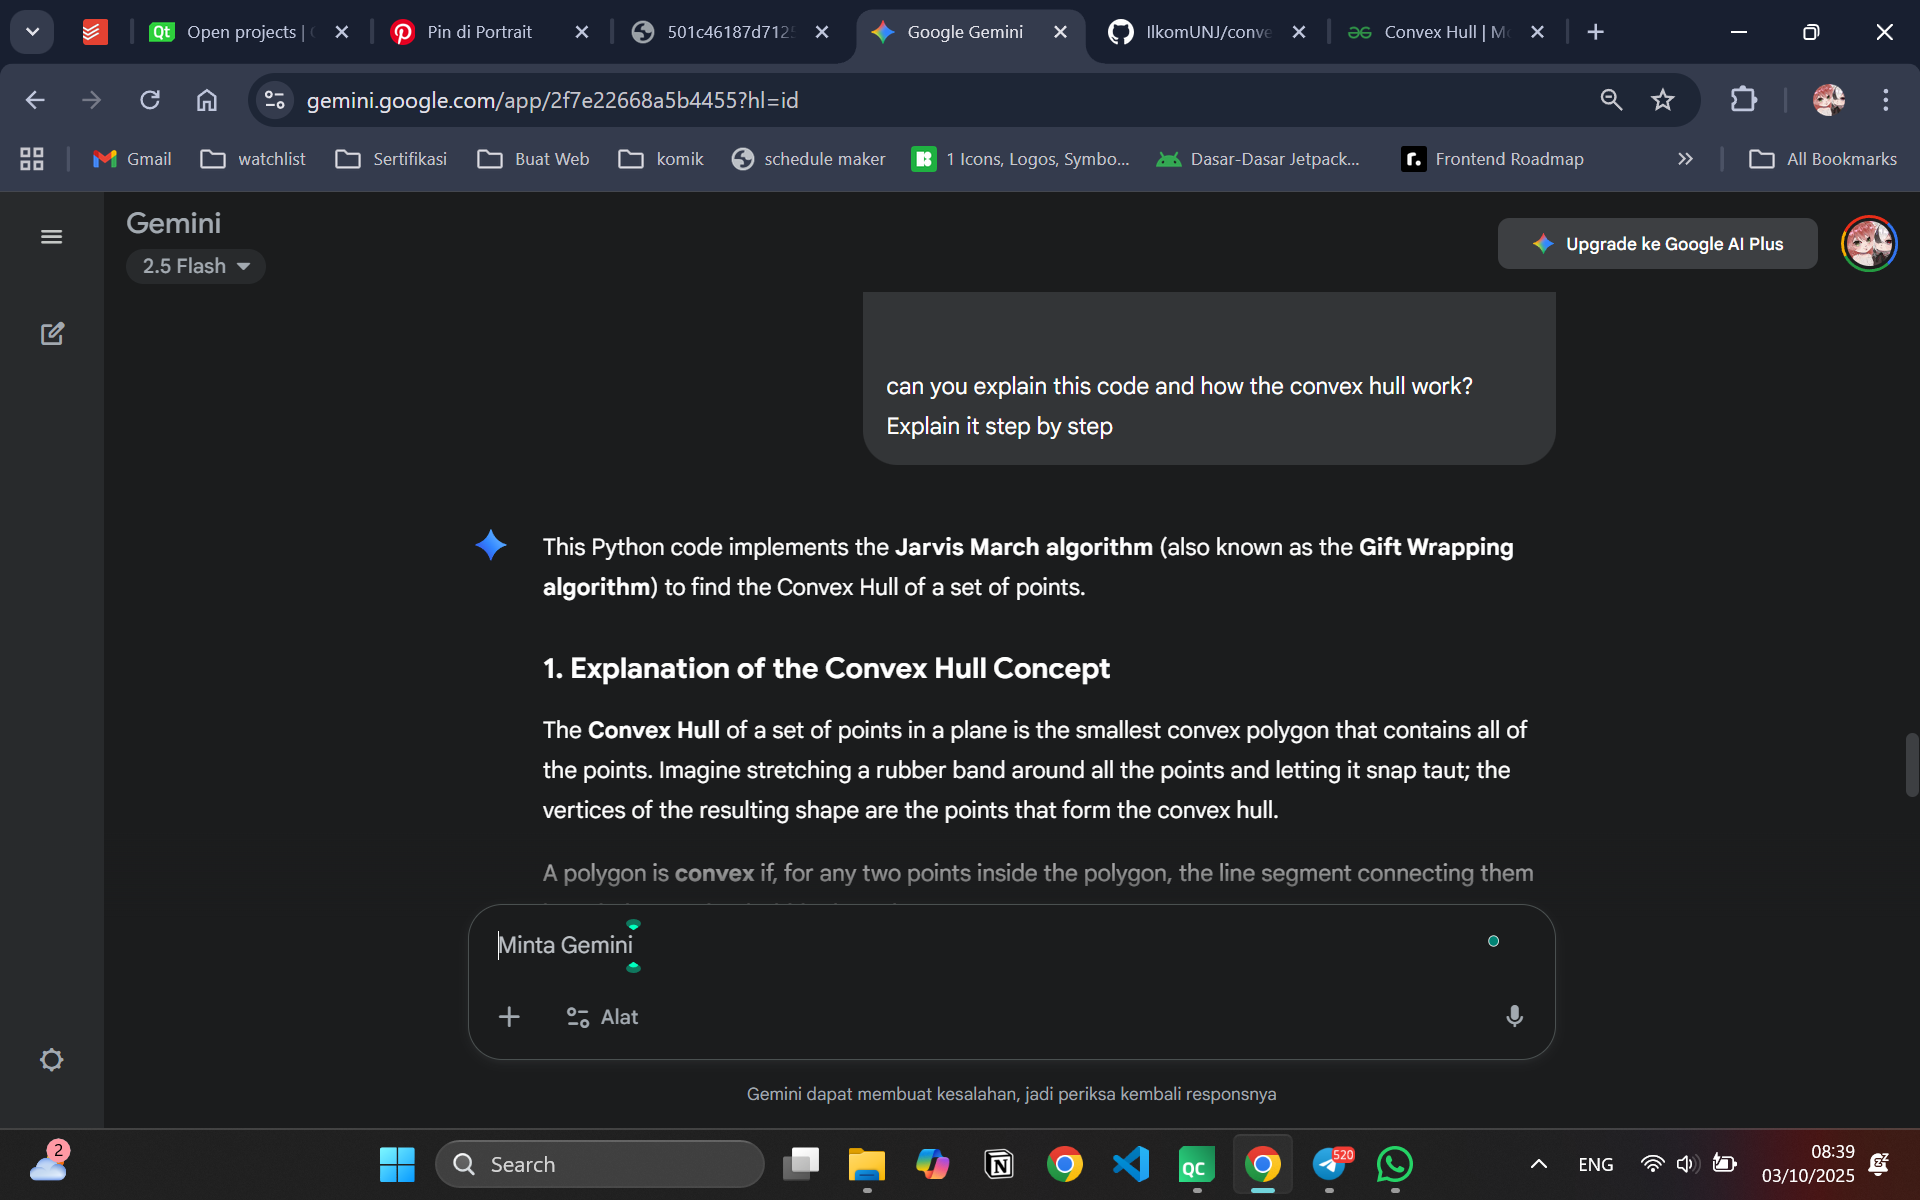 Open projects |
Pin di Portrait
501c46187d712
Google Gemini
IlkomUNJ/conve
Convex Hull | Mo
gemini.google.com/app/2f7e22668a5b4455?hl=id
Gmail
watchlist
Sertifikasi
Buat Web
komik
schedule maker
1 Icons, Logos, Symbo...
Dasar-Dasar Jetpack...
Frontend Roadmap
All Bookmarks
Gemini
2.5 Flash
Upgrade ke Google AI Plus
can you explain this code and how the convex hull work?
Explain it step by step
This Python code implements the Jarvis March algorithm (also known as the Gift Wrapping
algorithm) to find the Convex Hull of a set of points.
1. Explanation of the Convex Hull Concept
The Convex Hull of a set of points in a plane is the smallest convex polygon that contains all of
the points. Imagine stretching a rubber band around all the points and letting it snap taut; the
vertices of the resulting shape are the points that form the convex hull.
A polygon is convex if, for any two points inside the polygon, the line segment connecting them
Minta Gemini
Alat
Gemini dapat membuat kesalahan, jadi periksa kembali responsnya
2
Search
QC
520
ENG
08:39
03/10/2025